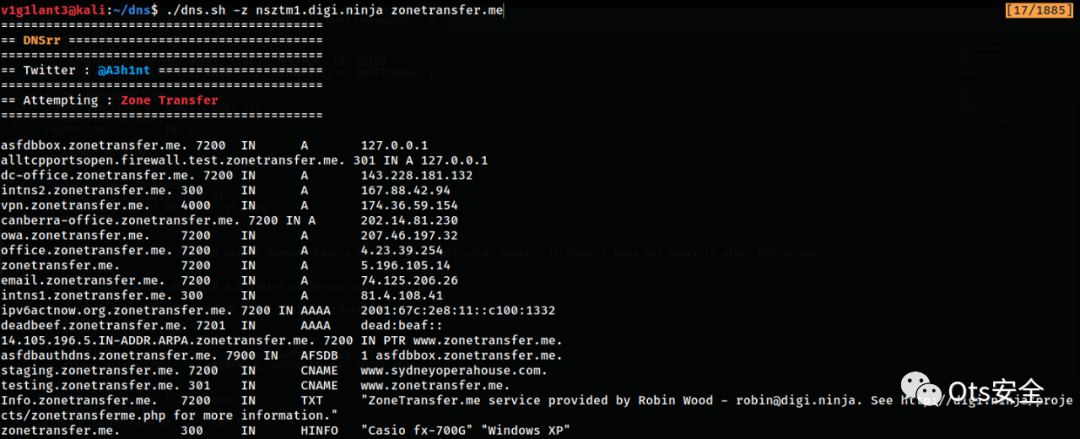 v1g1lant3@kali:~/dns$ ./dns.sh -z nsztm1.digi.ninja zonetransfer.me [17/1885]
==========================================
== DNSrr =================================
==========================================
== Twitter : @A3h1nt =====================
==========================================
== Attempting : Zone Transfer
==========================================
asfdbbox.zonetransfer.me. 7200 IN A 127.0.0.1
alltcpportsopen.firewall.test.zonetransfer.me. 301 IN A 127.0.0.1
dc-office.zonetransfer.me. 7200 IN A 143.228.181.132
intns2.zonetransfer.me. 300 IN A 167.88.42.94
vpn.zonetransfer.me. 4000 IN A 174.36.59.154
canberra-office.zonetransfer.me. 7200 IN A 202.14.81.230
owa.zonetransfer.me. 7200 IN A 207.46.197.32
office.zonetransfer.me. 7200 IN A 4.23.39.254
zonetransfer.me. 7200 IN A 5.196.105.14
email.zonetransfer.me. 7200 IN A 74.125.206.26
intns1.zonetransfer.me. 300 IN A 81.4.108.41
ipv6actnow.org.zonetransfer.me. 7200 IN AAAA 2001:67c:2e8:11::c100:1332
deadbeef.zonetransfer.me. 7201 IN AAAA dead:beaf::
14.105.196.5.IN-ADDR.ARPA.zonetransfer.me. 7200 IN PTR www.zonetransfer.me.
asfdbauthdns.zonetransfer.me. 7900 IN AFSDB 1 asfdbbox.zonetransfer.me.
staging.zonetransfer.me. 7200 IN CNAME www.sydneyoperahouse.com.
testing.zonetransfer.me. 301 IN CNAME www.zonetransfer.me.
Info.zonetransfer.me. 7200 IN TXT "ZoneTransfer.me service provided by Robin Wood - robin@digi.ninja. See http://digi.ninja/proje
cts/zonetransferme.php for more information."
zonetransfer.me. 300 IN HINFO "Casio fx-700G" "Windows XP"
Ots安全